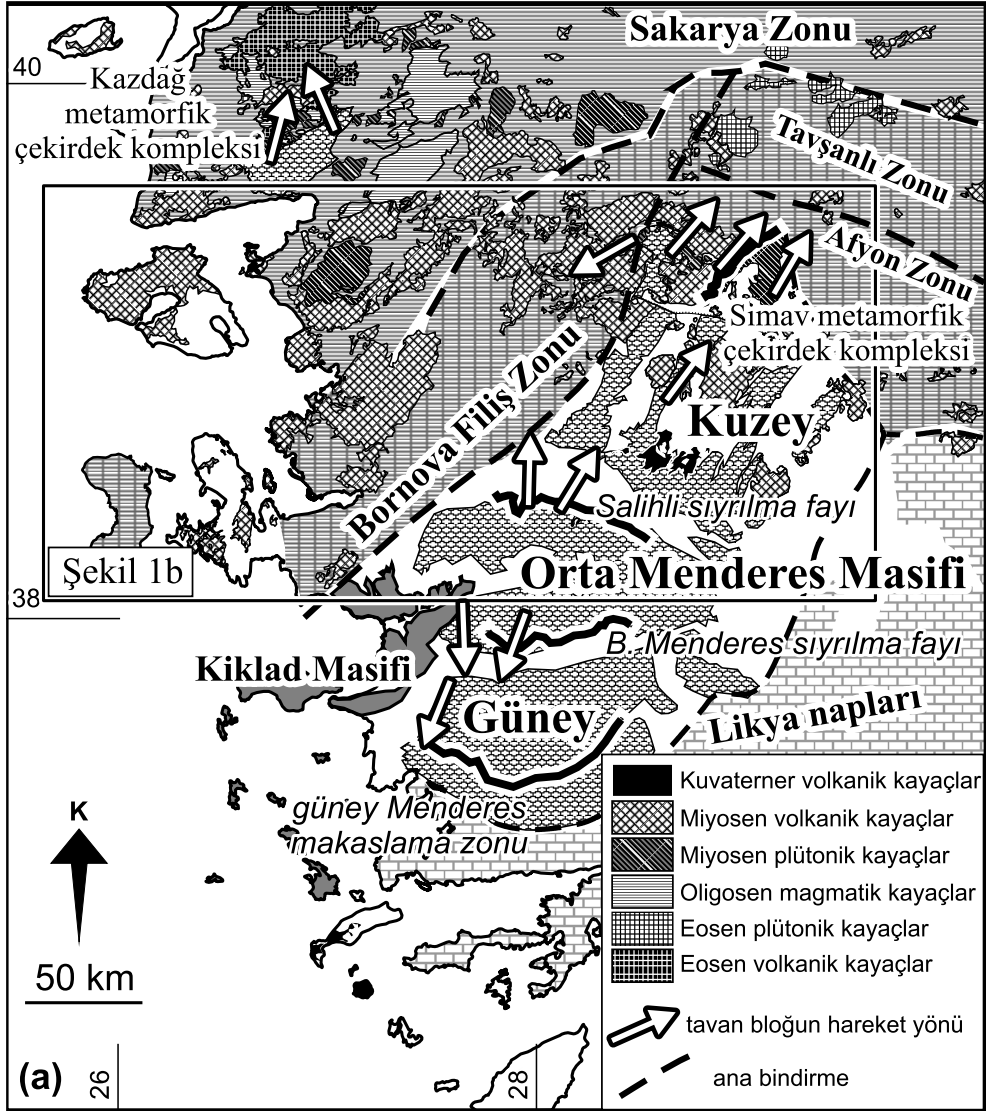 Sakarya Zonu
40
Kazdağ
metamorfik
çekirdek kompleksi
Tavşanlı Zonu
Afyon Zonu
Simav metamorfik
çekirdek kompleksi
Bornova Filiş Zonu
Kuzey
Salihli sıyrılma fayı
Şekil 1b
Orta Menderes Masifi
38
B. Menderes sıyrılma fayı
Kiklad Masifi
Güney
Likya napları
güney Menderes
makaslama zonu
K
50 km
(a)
26
28
Kuvaterner volkanik kayaçlar
Miyosen volkanik kayaçlar
Miyosen plütonik kayaçlar
Oligosen magmatik kayaçlar
Eosen plütonik kayaçlar
Eosen volkanik kayaçlar
tavan bloğun hareket yönü
ana bindirme